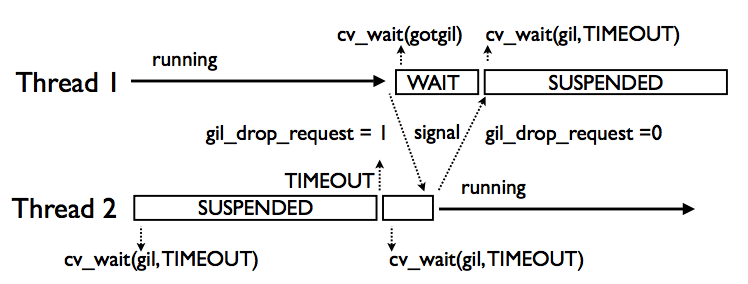 cv_wait(gotgil) cv_wait(gil,TIMEOUT)
running
Thread 1 WAIT SUSPENDED
gil_drop_request = 1 signal gil_drop_request =0
TIMEOUT
running
Thread 2 SUSPENDED
cv_wait(gil,TIMEOUT) cv_wait(gil,TIMEOUT)